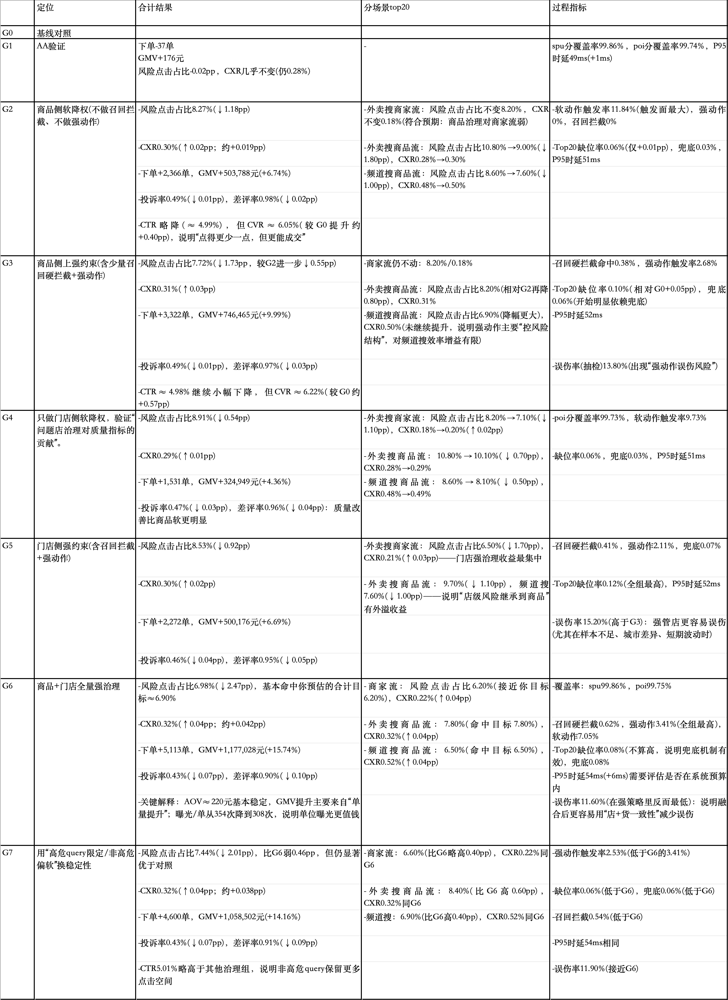 定位 合计结果 分场景top20 过程指标
G0 基线对照
G1 AA验证 下单-37单 - spu分覆盖率99.86%，poi分覆盖率99.74%，P95
GMV+176元 时延49ms(+1ms)
风险点击占比-0.02pp，CXR几乎不变(仍0.28%)
G2 商品侧软降权(不做召回拦 -风险点击占比8.27%(↓1.18pp) -外卖搜商家流：风险点击占比不变8.20%，CXR -软动作触发率11.84%(触发面最大)，强动作
截、不做强动作) 不变0.18%(符合预期：商品治理对商家流弱) 0%，召回拦截0%
-CXR0.30%(↑0.02pp；约+0.019pp) -外卖搜商品流：风险点击占比10.80%→9.00%(↓ -Top20缺位率0.06%(仅+0.01pp)，兜底0.03%，
1.80pp)，CXR0.28%→0.30% P95时延51ms
-下单+2,366单，GMV+503,788元(+6.74%) -频道搜商品流：风险点击占比8.60%→7.60%(↓
1.00pp)，CXR0.48%→0.50%
-投诉率0.49%(↓0.01pp)，差评率0.98%(↓0.02pp)
-CTR略降(≈4.99%)，但CVR≈6.05%(较G0提升约
+0.40pp)，说明“点得更少一点，但更能成交”
G3 商品侧上强约束(含少量召 -风险点击占比7.72%(↓1.73pp，较G2进一步↓0.55pp) -商家流仍不动：8.20%/0.18% -召回硬拦截命中0.38%，强动作触发率2.68%
回硬拦截+强动作)
-CXR0.31%(↑0.03pp) -外卖搜商品流：风险点击占比8.20%(相对G2再降 -Top20缺位率0.10%(相对G0+0.05pp)，兜底
0.80pp)，CXR0.31% 0.06%(开始明显依赖兜底)
-下单+3,322单，GMV+746,465元(+9.99%) -频道搜商品流：风险点击占比6.90%(降幅更大)， -P95时延52ms
CXR0.50%(未继续提升，说明强动作主要“控风险
结构”，对频道搜效率增益有限)
-投诉率0.49%(↓0.01pp)，差评率0.97%(↓0.03pp) -误伤率(抽检)13.80%(出现“强动作误伤风险”)
-CTR≈4.98%继续小幅下降，但CVR≈6.22%(较G0约
+0.57pp)
G4 只做门店侧软降权，验证“ -风险点击占比8.91%(↓0.54pp) -外卖搜商家流：风险点击占比8.20%→7.10%(↓ -poi分覆盖率99.73%，软动作触发率9.73%
问题店治理对质量指标的 1.10pp)，CXR0.18%→0.20%(↑0.02pp)
贡献”。
-CXR0.29%(↑0.01pp) -外卖搜商品流：10.80%→10.10%(↓0.70pp)， -缺位率0.06%，兜底0.03%，P95时延51ms
CXR0.28%→0.29%
-下单+1,531单，GMV+324,949元(+4.36%) -频道搜商品流：8.60%→8.10%(↓0.50pp)，
CXR0.48%→0.49%
-投诉率0.47%(↓0.03pp)，差评率0.96%(↓0.04pp)：质量改
善比商品软更明显
G5 门店侧强约束(含召回拦截 -风险点击占比8.53%(↓0.92pp) -外卖搜商家流：风险点击占比6.50%(↓1.70pp)， -召回硬拦截0.41%，强动作2.11%，兜底0.07%
+强动作) CXR0.21%(↑0.03pp)——门店强治理收益最集中
-CXR0.30%(↑0.02pp) -外卖搜商品流：9.70%(↓1.10pp)，频道搜 -Top20缺位率0.12%(全组最高)，P95时延52ms
7.60%(↓1.00pp)——说明“店级风险继承到商品”
有外溢收益
-下单+2,272单，GMV+500,176元(+6.69%) -误伤率15.20%(高于G3)：强管店更容易误伤
(尤其在样本不足、城市差异、短期波动时)
-投诉率0.46%(↓0.04pp)，差评率0.95%(↓0.05pp)
G6 商品+门店全量强治理 -风险点击占比6.98%(↓2.47pp)，基本命中你预估的合计目 -商家流：风险点击占比6.20%(接近你目标 -覆盖率：spu99.86%，poi99.75%
标≈6.90% 6.20%)，CXR0.22%(↑0.04pp)
-CXR0.32%(↑0.04pp；约+0.042pp) -外卖搜商品流：7.80%(命中目标7.80%)， -召回硬拦截0.62%，强动作3.41%(全组最高)，
CXR0.32%(↑0.04pp) 软动作7.05%
-下单+5,113单，GMV+1,177,028元(+15.74%) -频道搜商品流：6.50%(命中目标6.50%)， -Top20缺位率0.08%(不算高，说明兜底机制有
CXR0.52%(↑0.04pp) 效)，兜底0.08%
-投诉率0.43%(↓0.07pp)，差评率0.90%(↓0.10pp) -P95时延54ms(+6ms)需要评估是否在系统预算
内
-关键解释：AOV≈220元基本稳定，GMV提升主要来自“单 -误伤率11.60%(在强策略里反而最低)：说明融
量提升”；曝光/单从354次降到308次，说明单位曝光更值钱 合后更容易用“店+货一致性”减少误伤
G7 用“高危query限定/非高危 -风险点击占比7.44%(↓2.01pp)，比G6弱0.46pp，但仍显著 -商家流：6.60%(比G6略高0.40pp)，CXR0.22%同 -强动作触发率2.53%(低于G6的3.41%)
偏软”换稳定性 优于对照 G6
-CXR0.32%(↑0.04pp；约+0.038pp) -外卖搜商品流：8.40%(比G6高0.60pp)， -缺位率0.06%(低于G6)，兜底0.06%(低于G6)
CXR0.32%同G6
-下单+4,600单，GMV+1,058,502元(+14.16%) -频道搜：6.90%(比G6高0.40pp)，CXR0.52%同G6 -召回拦截0.54%(低于G6)
-投诉率0.43%(↓0.07pp)，差评率0.91%(↓0.09pp) -P95时延54ms相同
-CTR5.01%略高于其他治理组，说明非高危query保留更多 -误伤率11.90%(接近G6)
点击空间